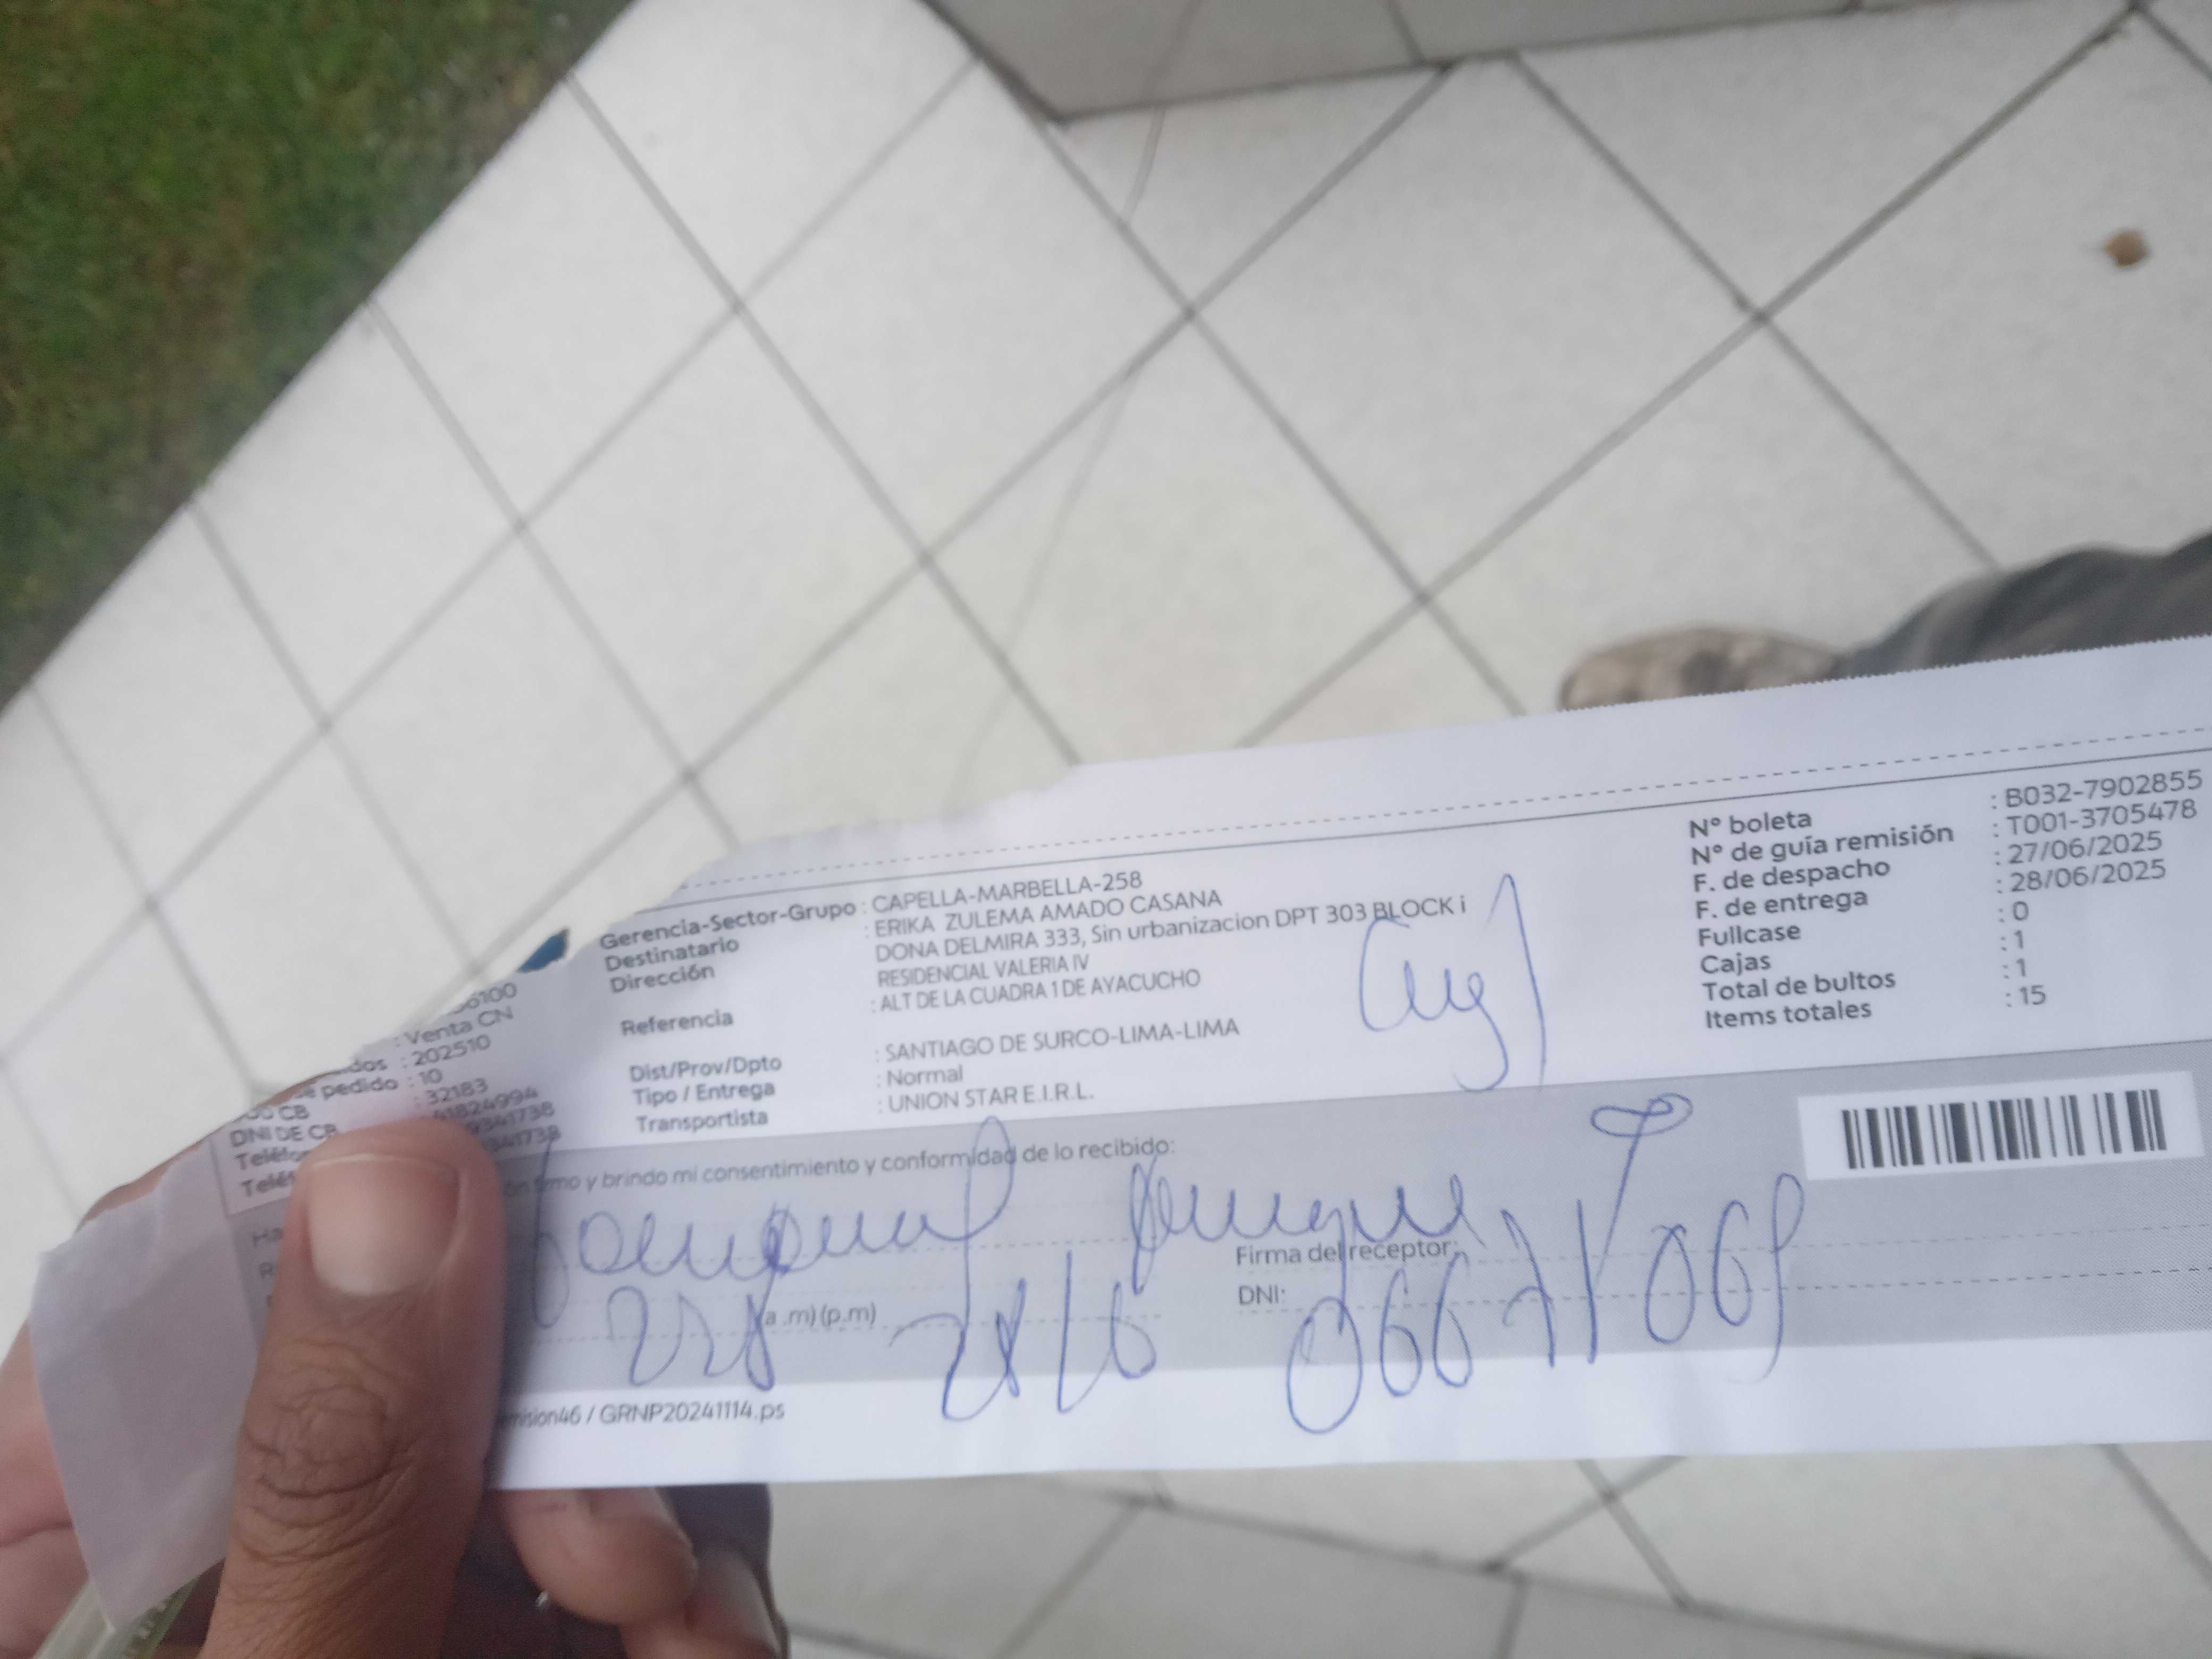 Gerencia-Sector-Grupo : CAPELLA-MARBELLA-258
Destinatario : ERIKA ZULEMA AMADO CASANA
Dirección DONA DELMIRA 333, Sin urbanizacion DPT 303 BLOCK i
RESIDENCIAL VALERIA IV
Referencia : ALT DE LA CUADRA 1 DE AYACUCHO
Dist/Prov/Dpto : SANTIAGO DE SURCO-LIMA-LIMA
Tipo / Entrega : Normal
Transportista : UNION STAR E.I.R.L.
N° boleta : B032-7902855
N° de guía remisión : T001-3705478
F. de despacho : 27/06/2025
F. de entrega : 28/06/2025
Fullcase : 0
Cajas : 1
Total de bultos : 1
Items totales : 15
: Venta CN
: 202510
pedido : 10
CB : 32183
DNI DE CB 41824994
firmo y brindo mi consentimiento y conformidad de lo recibido:
Firma del receptor:
(a .m) (p.m) 28/6
DNI:
/ GRNP20241114.ps